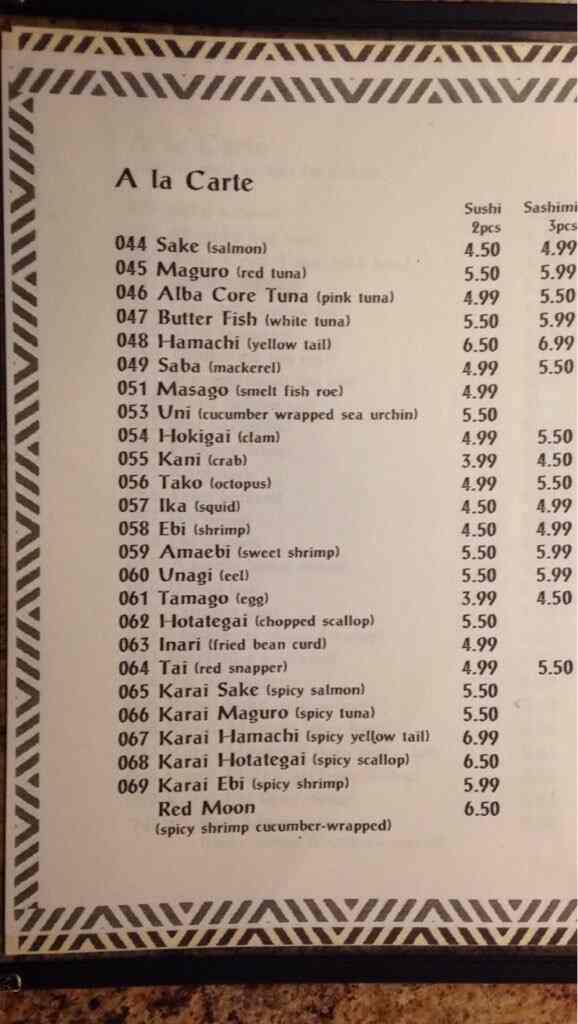 A la Carte
Sushi Sashimi
2pcs 3pcs
044 Sake (salmon) 4.50 4.99
045 Maguro (red tuna) 5.50 5.99
046 Alba Core Tuna (pink tuna) 4.99 5.50
047 Butter Fish (white tuna) 5.50 5.99
048 Hamachi (yellow tail) 6.50 6.99
049 Saba (mackerel) 4.99 5.50
051 Masago (smelt fish roe) 4.99
053 Uni (cucumber wrapped sea urchin) 5.50
054 Hokigai (clam) 4.99 5.50
055 Kani (crab) 3.99 4.50
056 Tako (octopus) 4.99 5.50
057 Ika (squid) 4.50 4.99
058 Ebi (shrimp) 4.50 4.99
059 Amaebi (sweet shrimp) 5.50 5.99
060 Unagi (eel) 5.50 5.99
061 Tamago (egg) 3.99 4.50
062 Hotategai (chopped scallop) 5.50
063 Inari (fried bean curd) 4.99
064 Tai (red snapper) 4.99 5.50
065 Karai Sake (spicy salmon) 5.50
066 Karai Maguro (spicy tuna) 5.50
067 Karai Hamachi (spicy yellow tail) 6.99
068 Karai Hotategai (spicy scallop) 6.50
069 Karai Ebi (spicy shrimp) 5.99
Red Moon 6.50
(spicy shrimp cucumber-wrapped)